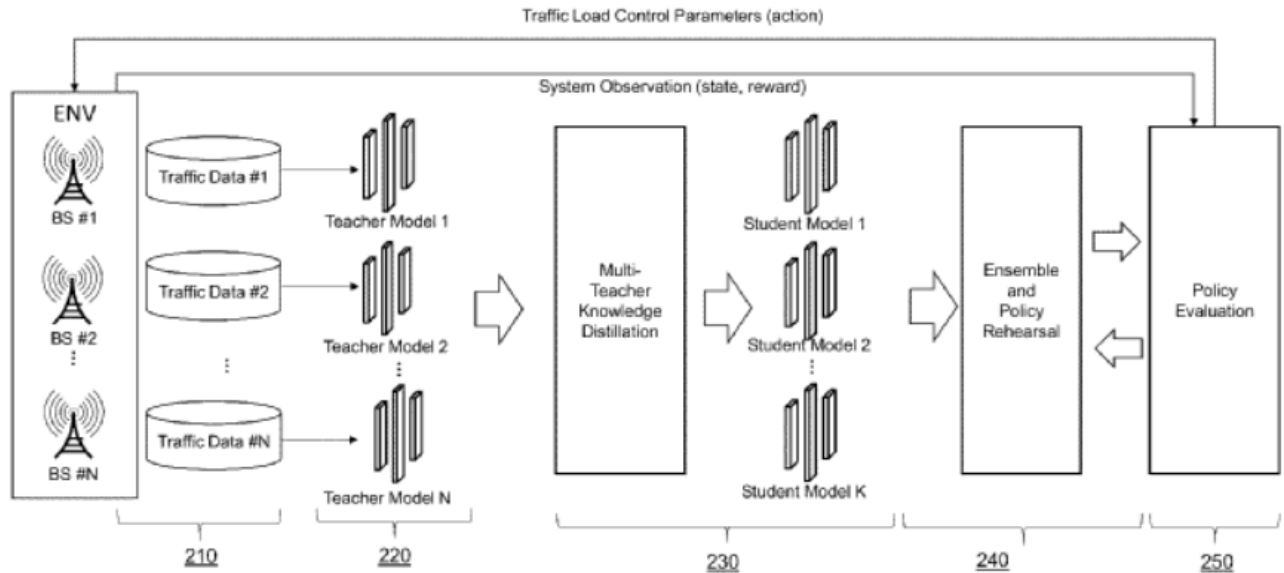 Traffic Load Control Parameters (action)
System Observation (state, reward)
ENV
BS #1
BS #2
⋮
BS #N
Traffic Data #1
Traffic Data #2
⋮
Traffic Data #N
Teacher Model 1
Teacher Model 2
⋮
Teacher Model N
Multi-
Teacher
Knowledge
Distillation
Student Model 1
Student Model 2
⋮
Student Model K
Ensemble
and
Policy
Rehearsal
Policy
Evaluation
210
220
230
240
250